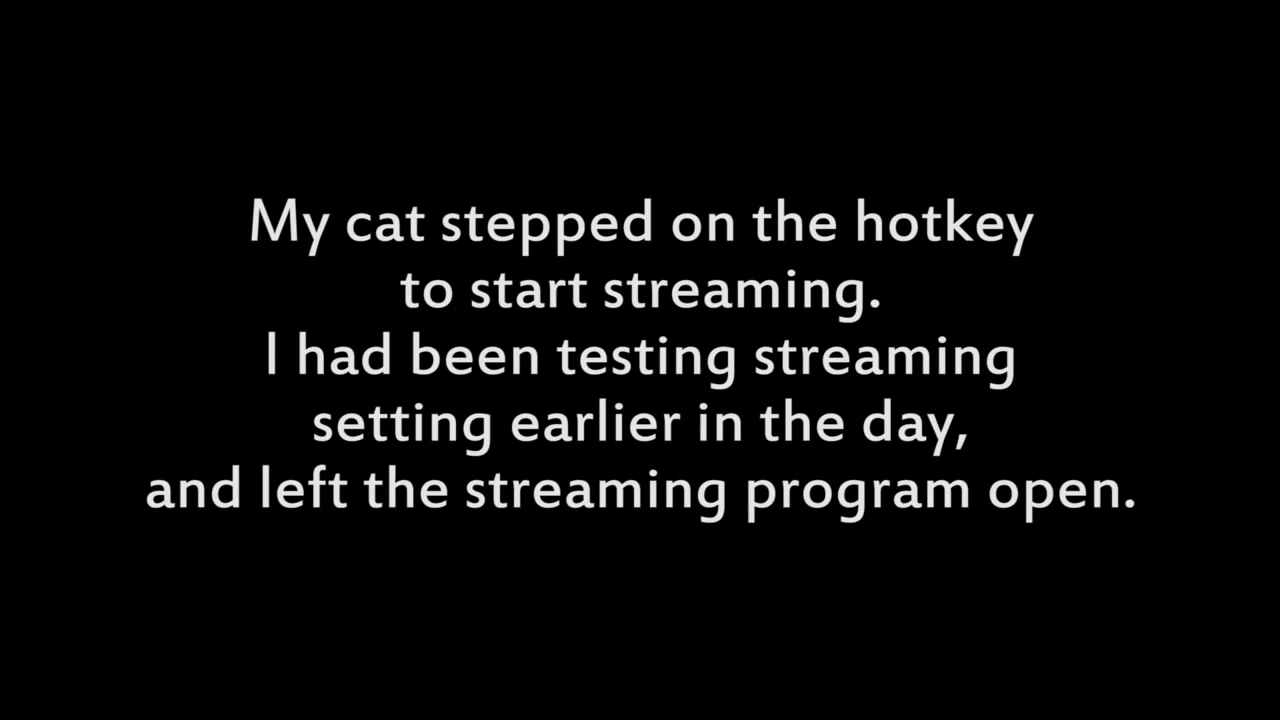 My cat stepped on the hotkey
to start streaming.
I had been testing streaming
setting earlier in the day,
and left the streaming program open.